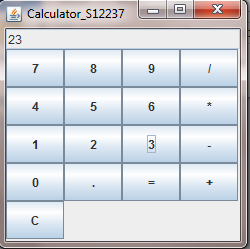 Calculator_S12237
23
7 8 9 /
4 5 6 *
1 2 3 -
0 . = +
C